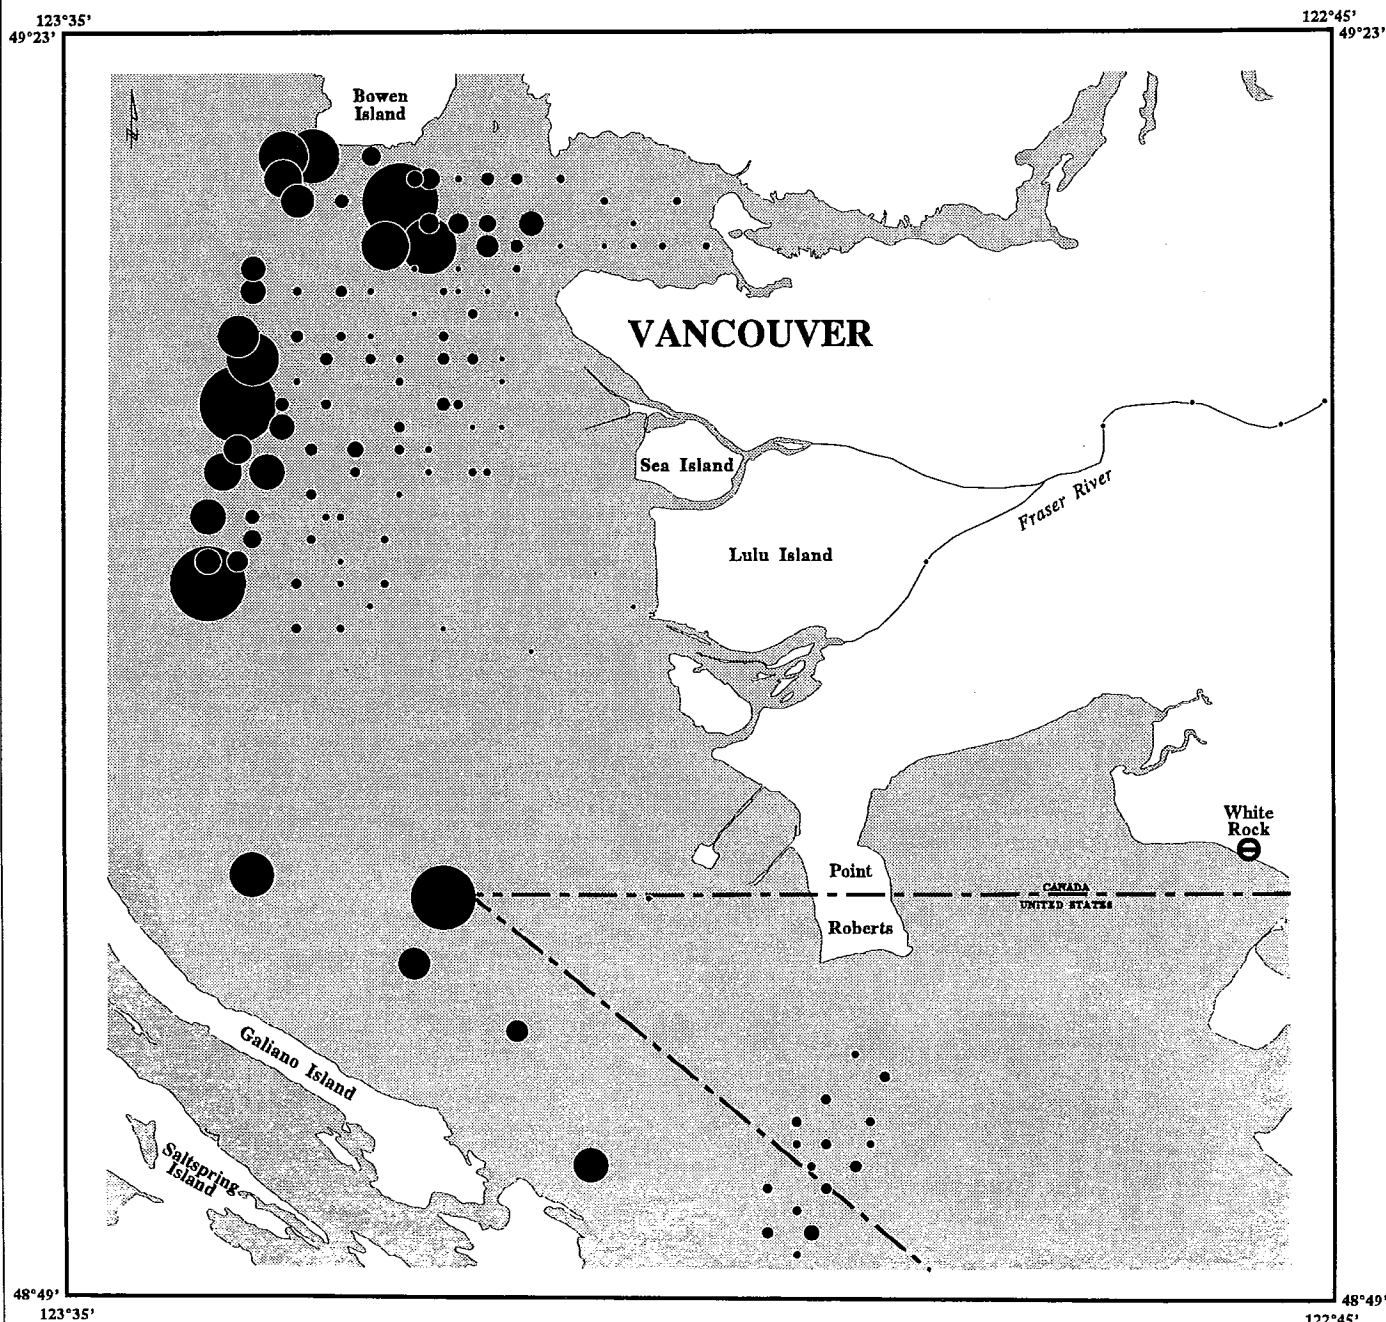 123°35'
122°45'
49°23'
49°23'
Bowen
Island
N
VANCOUVER
Sea Island
Fraser River
Lulu Island
White
Rock
Point
CANADA
UNITED STATES
Roberts
Galiano Island
Saltspring
Island
48°49'
48°49'
123°35'
122°45'